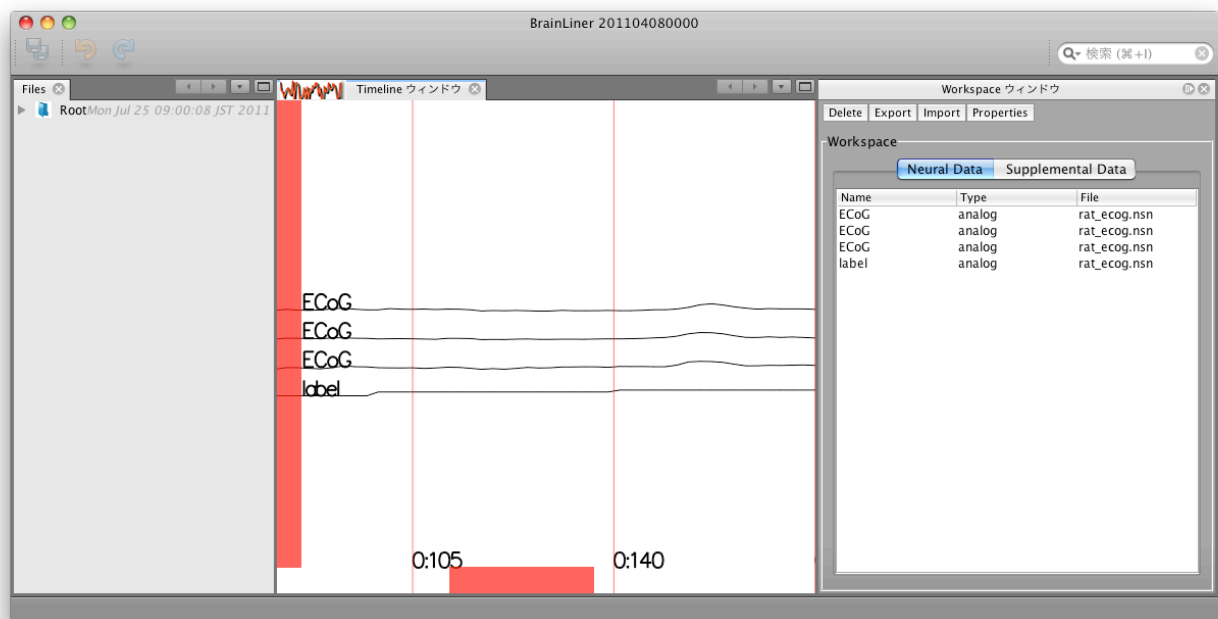 BrainLiner 201104080000
検索 (⌘+I)
Files
Root Mon Jul 25 09:00:08 JST 2011
Timeline ウィンドウ
ECoG
ECoG
ECoG
label
0:105
0:140
Workspace ウィンドウ
Delete Export Import Properties
Workspace
Neural Data Supplemental Data
Name Type File
ECoG analog rat_ecog.nsn
ECoG analog rat_ecog.nsn
ECoG analog rat_ecog.nsn
label analog rat_ecog.nsn